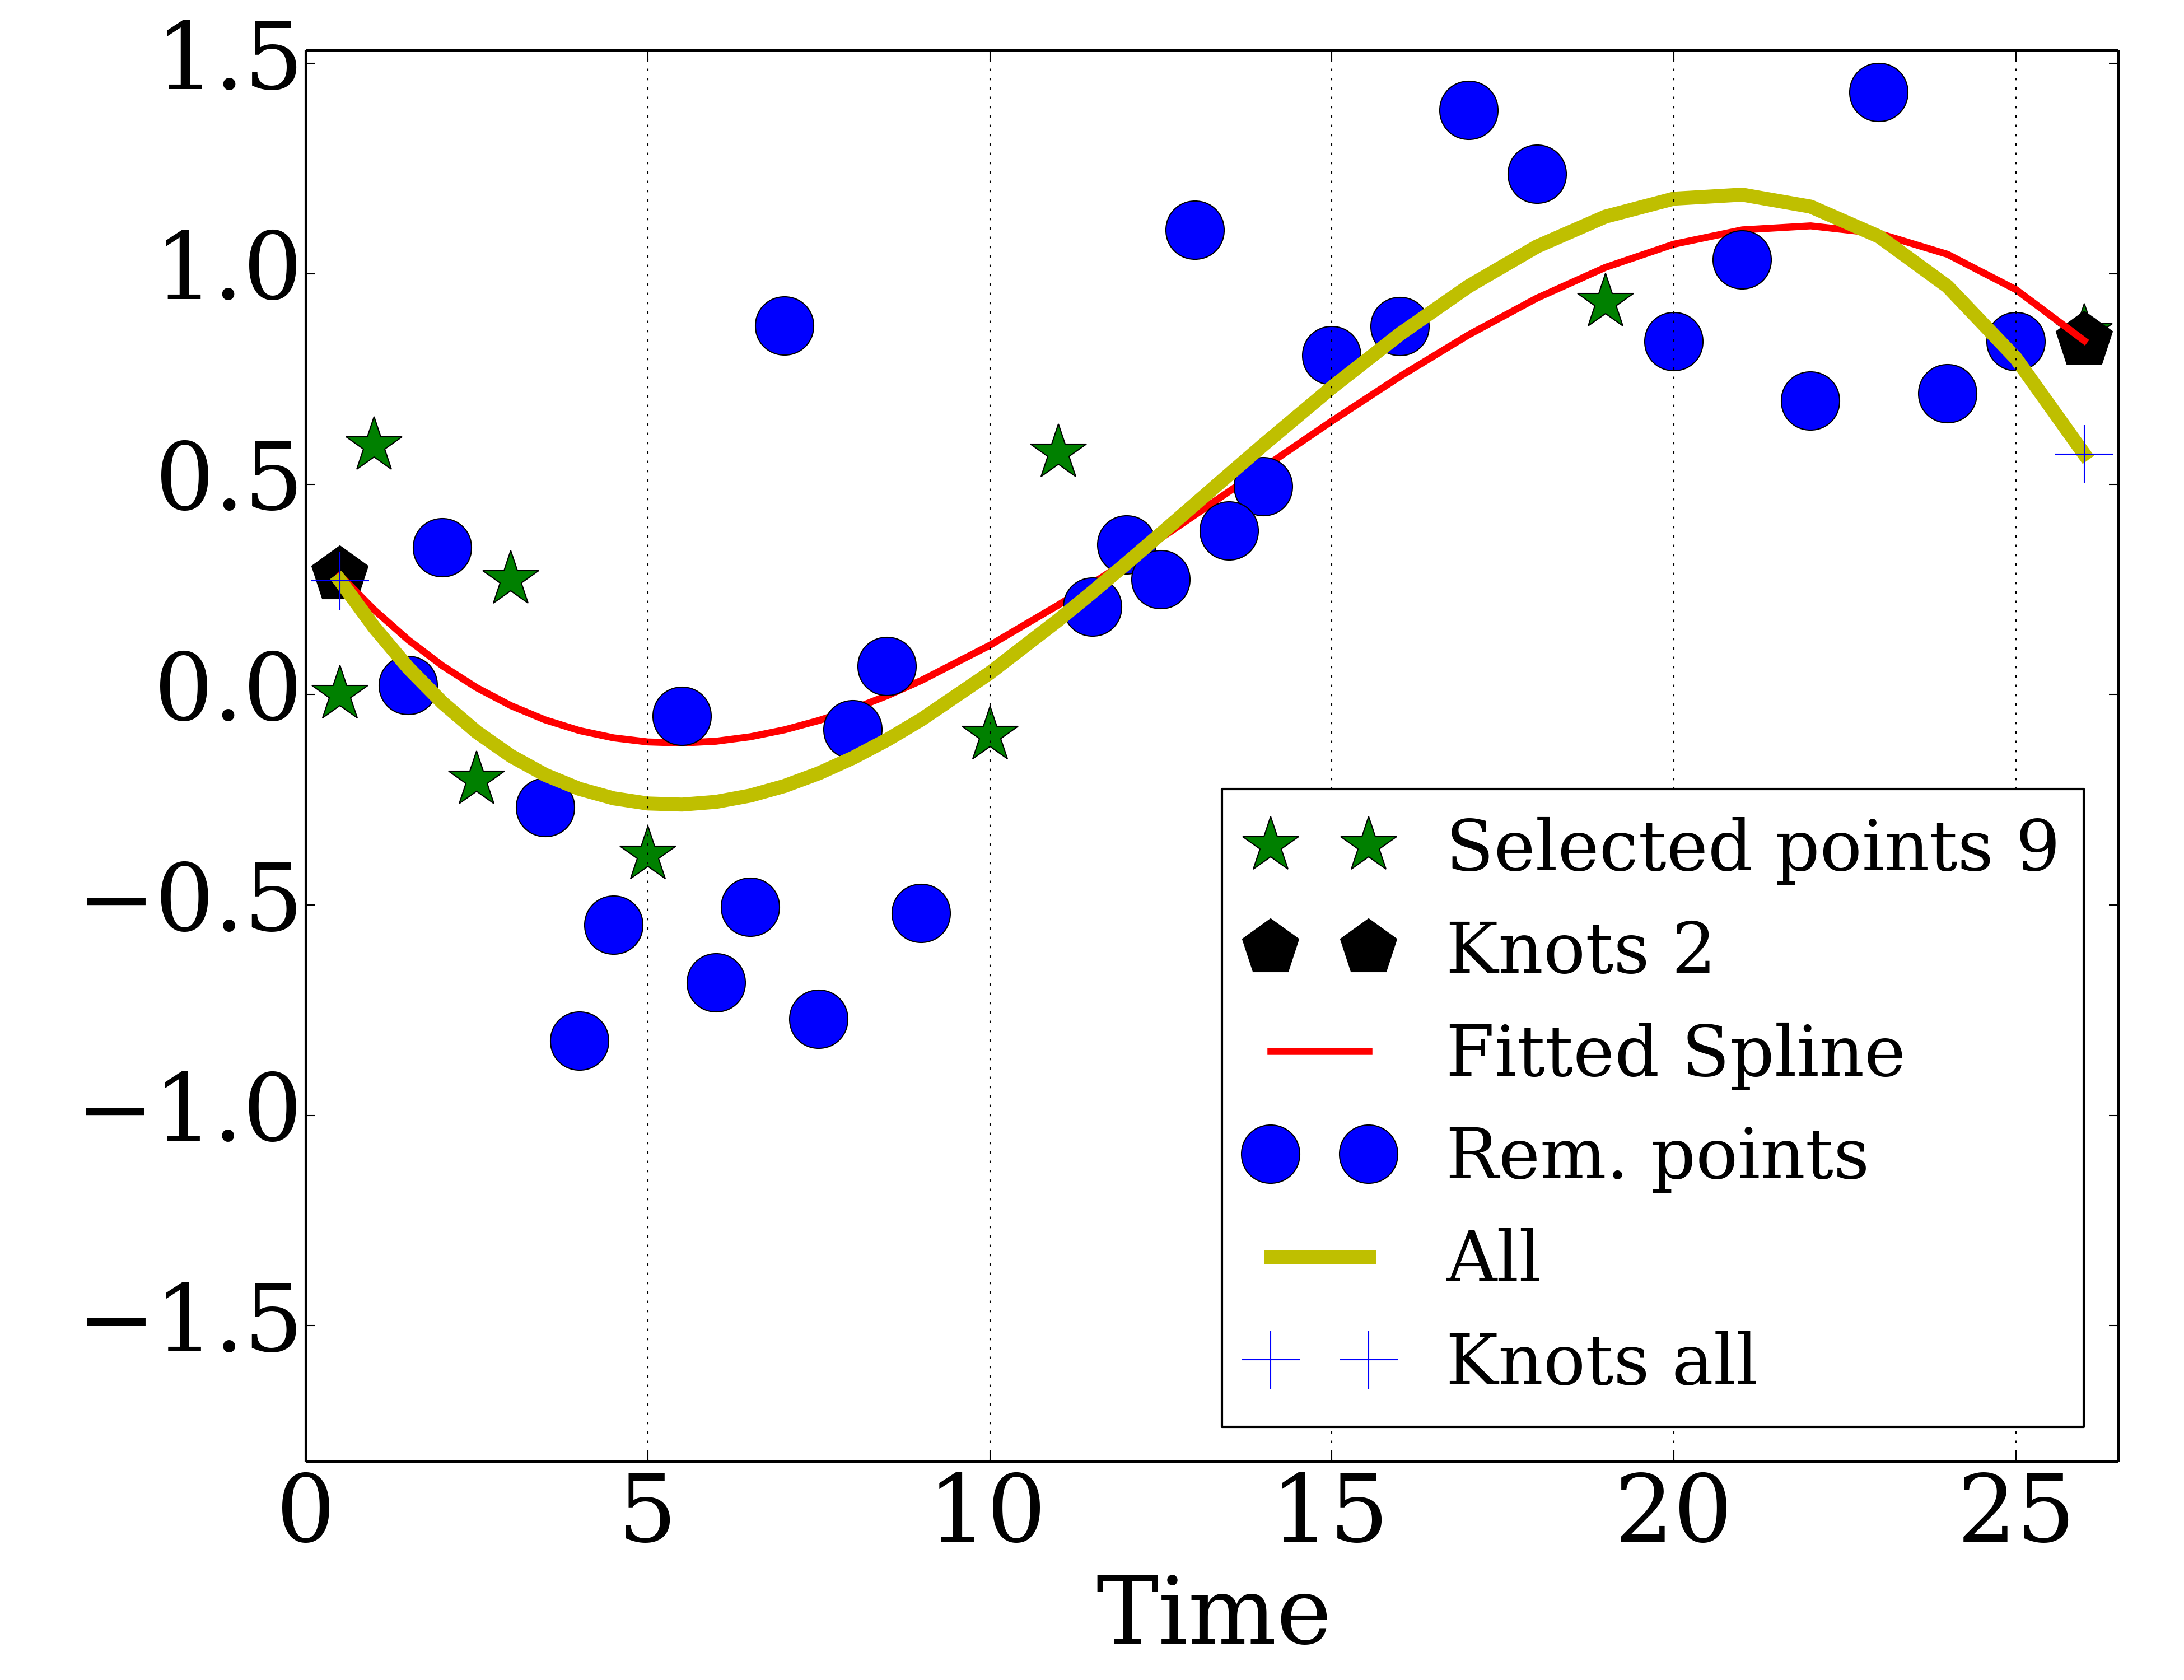 1.5
1.0
0.5
0.0
−0.5
−1.0
−1.5
Selected points 9
Knots 2
Fitted Spline
Rem. points
All
Knots all
0 5 10 15 20 25
Time